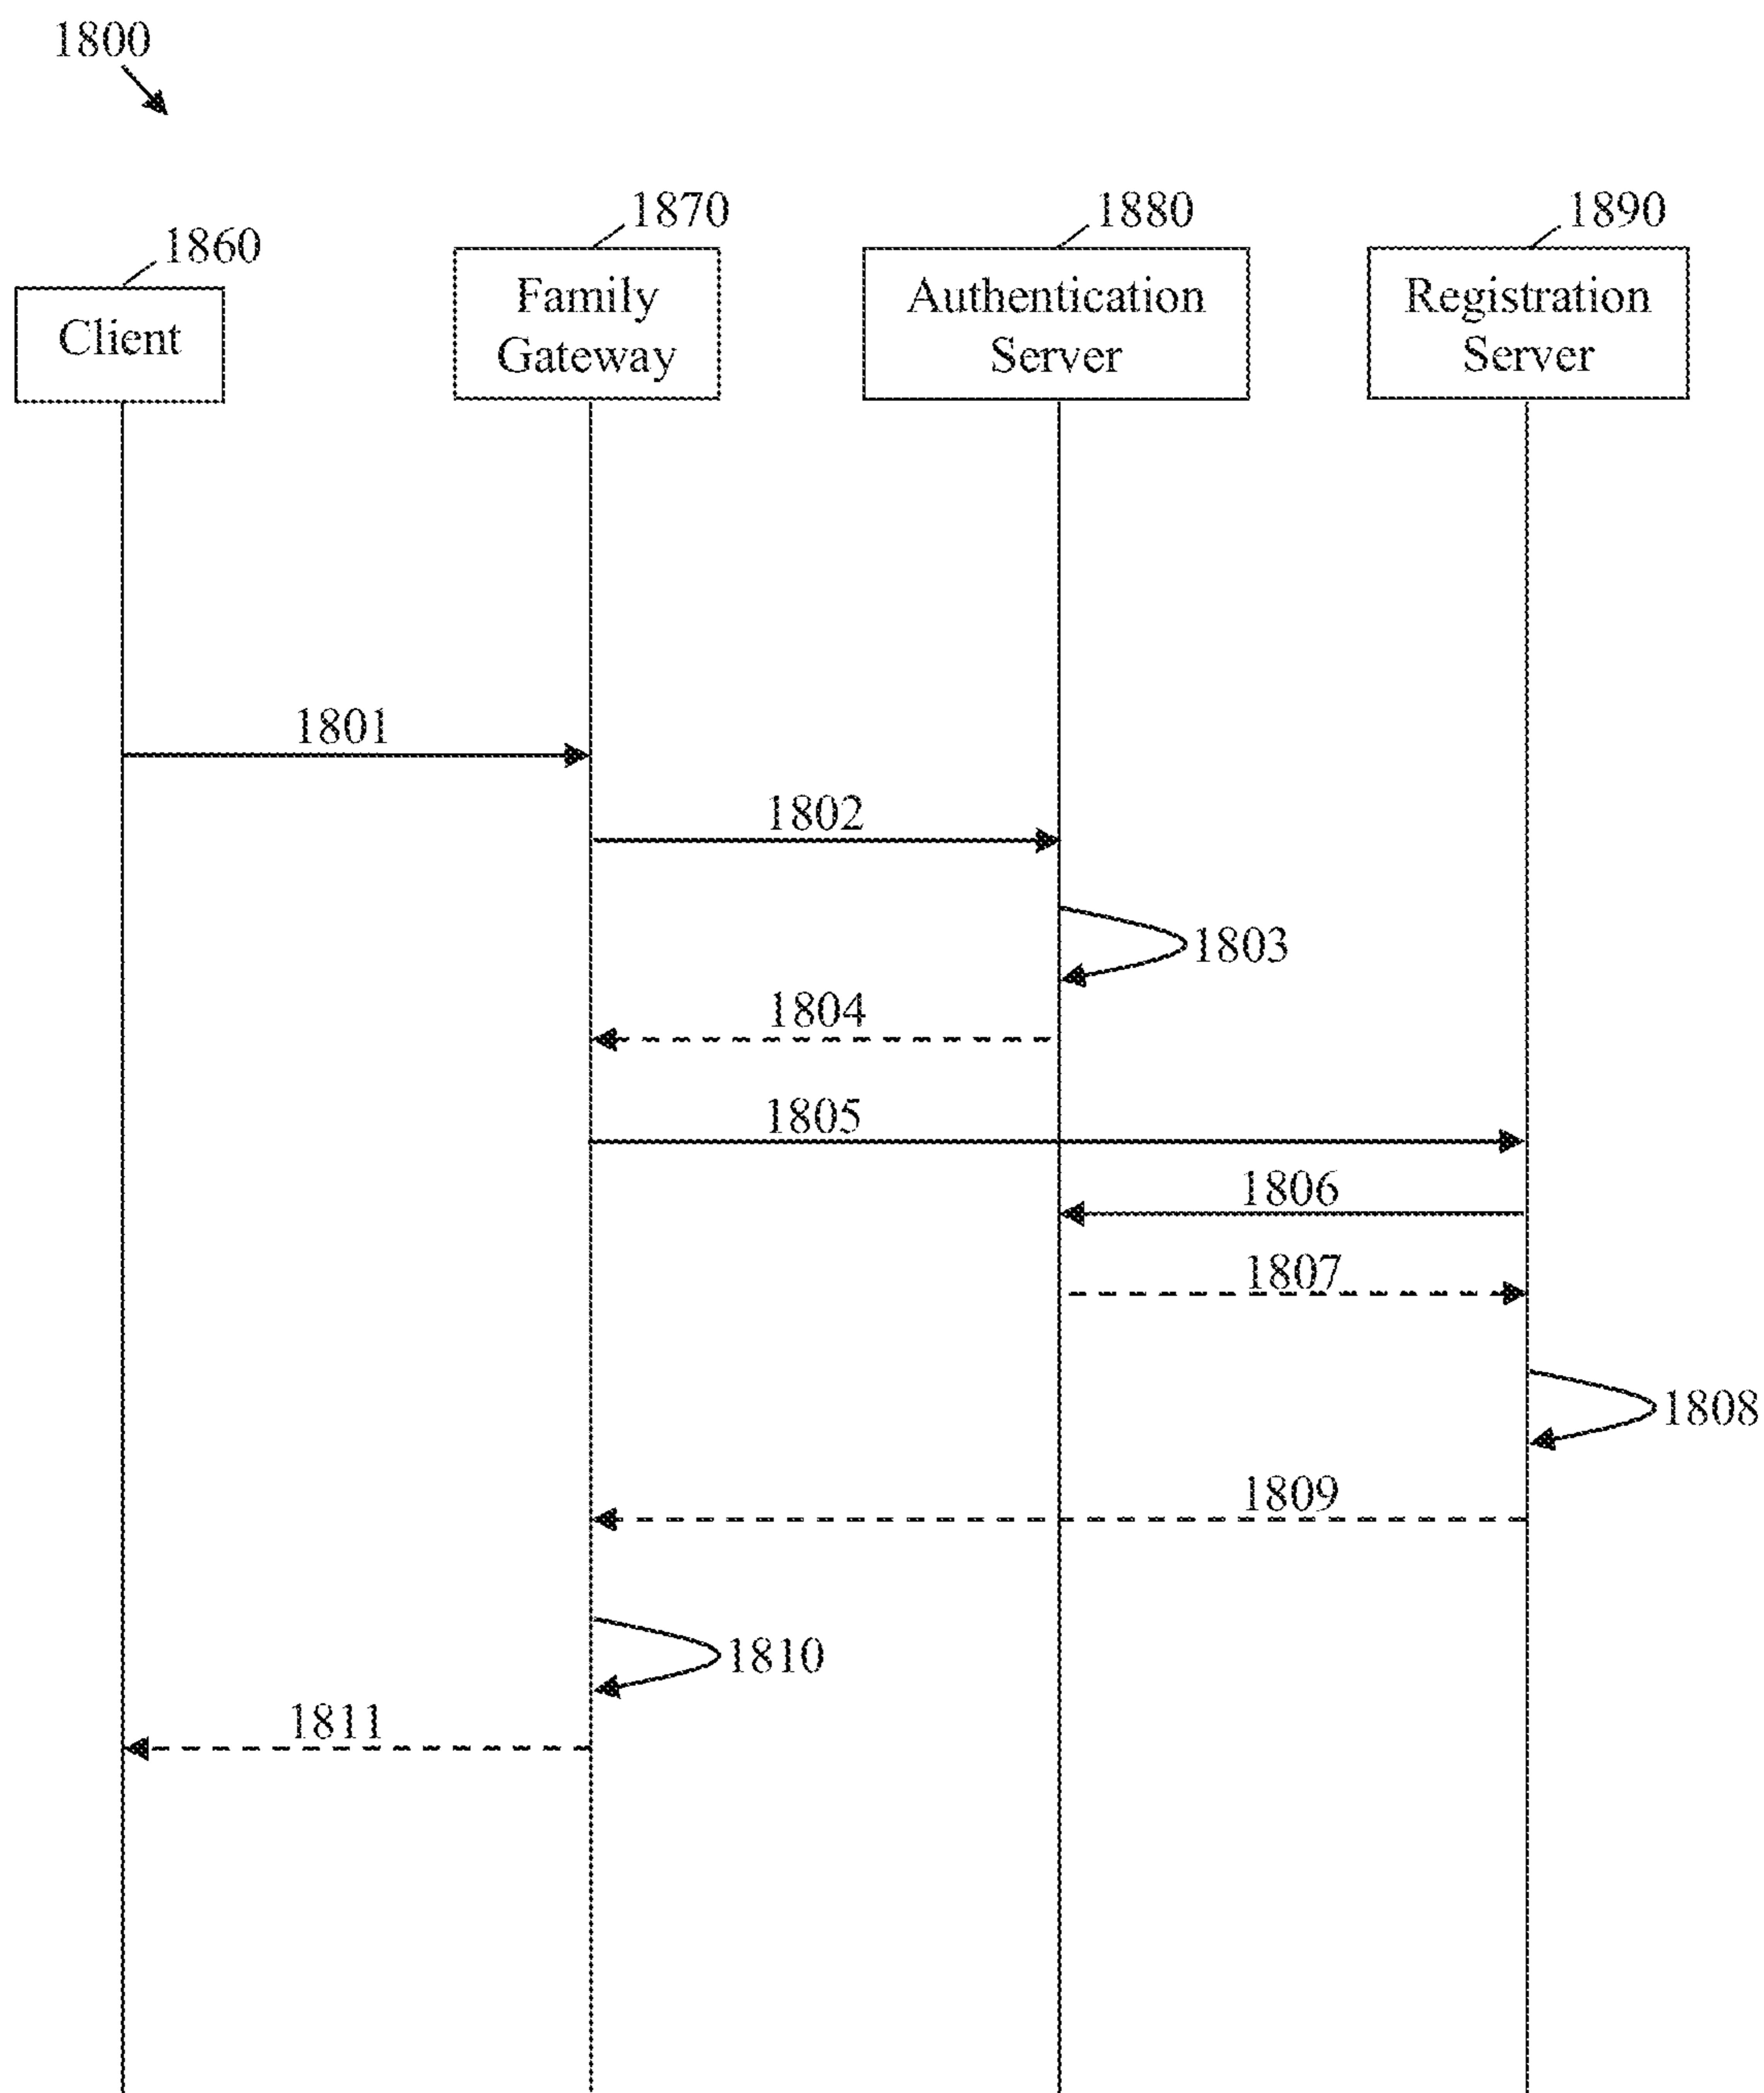 1800
1860
1870
1880
1890
Client
Family
Gateway
Authentication
Server
Registration
Server
1801
1802
1803
1804
1805
1806
1807
1808
1809
1810
1811